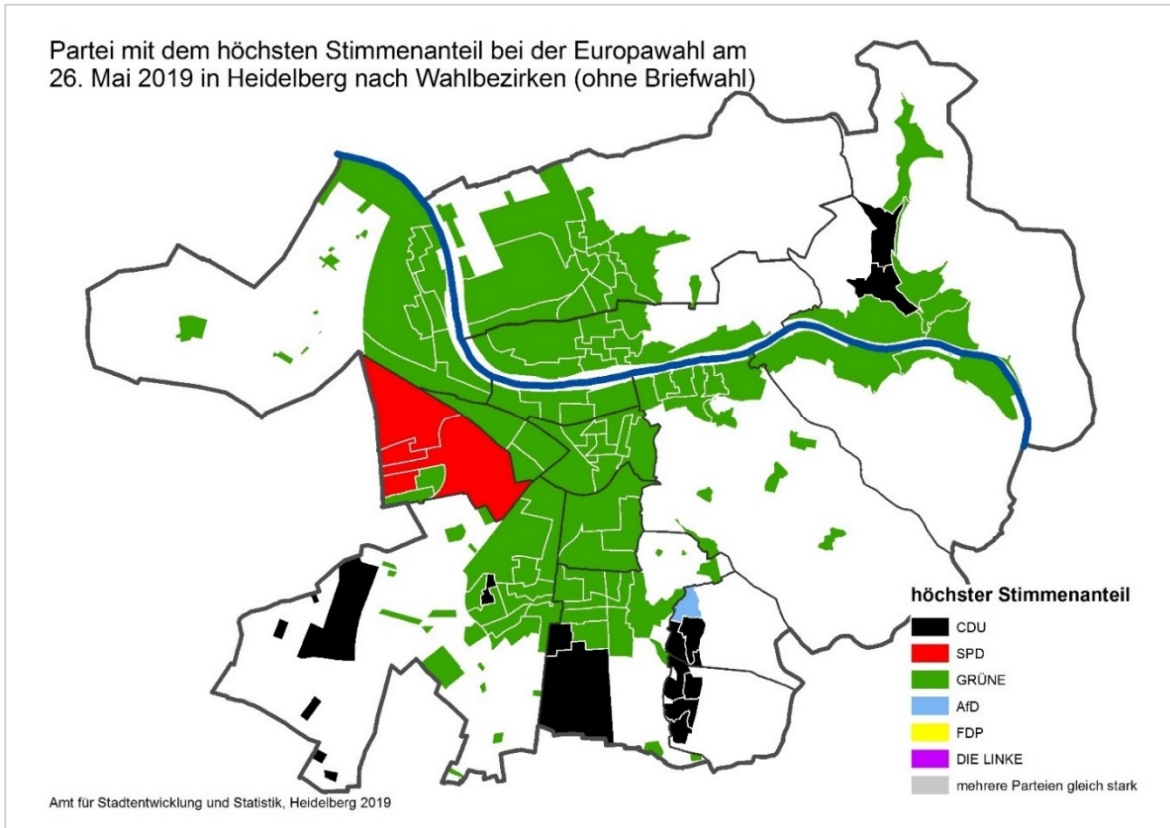 Partei mit dem höchsten Stimmenanteil bei der Europawahl am
26. Mai 2019 in Heidelberg nach Wahlbezirken (ohne Briefwahl)
höchster Stimmenanteil
CDU
SPD
GRÜNE
AfD
FDP
DIE LINKE
mehrere Parteien gleich stark
Amt für Stadtentwicklung und Statistik, Heidelberg 2019